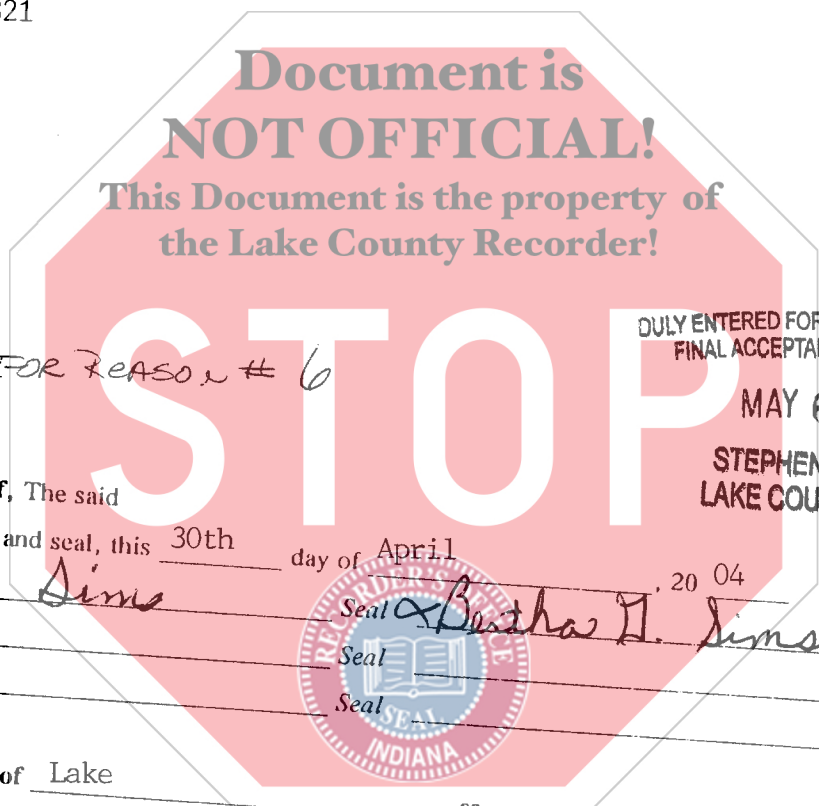 321
Document is
NOT OFFICIAL!
This Document is the property of
the Lake County Recorder!
STOP
DULY ENTERED FOR
FINAL ACCEPTA
FOR REASON # 6
MAY
STEPHEN
LAKE COU
f, The said
and seal, this 30th day of April, 20 04
Sims Seal Bertha G. Sims
Seal
Seal
RECORDER'S OFFICE
SEAL
INDIANA
of Lake